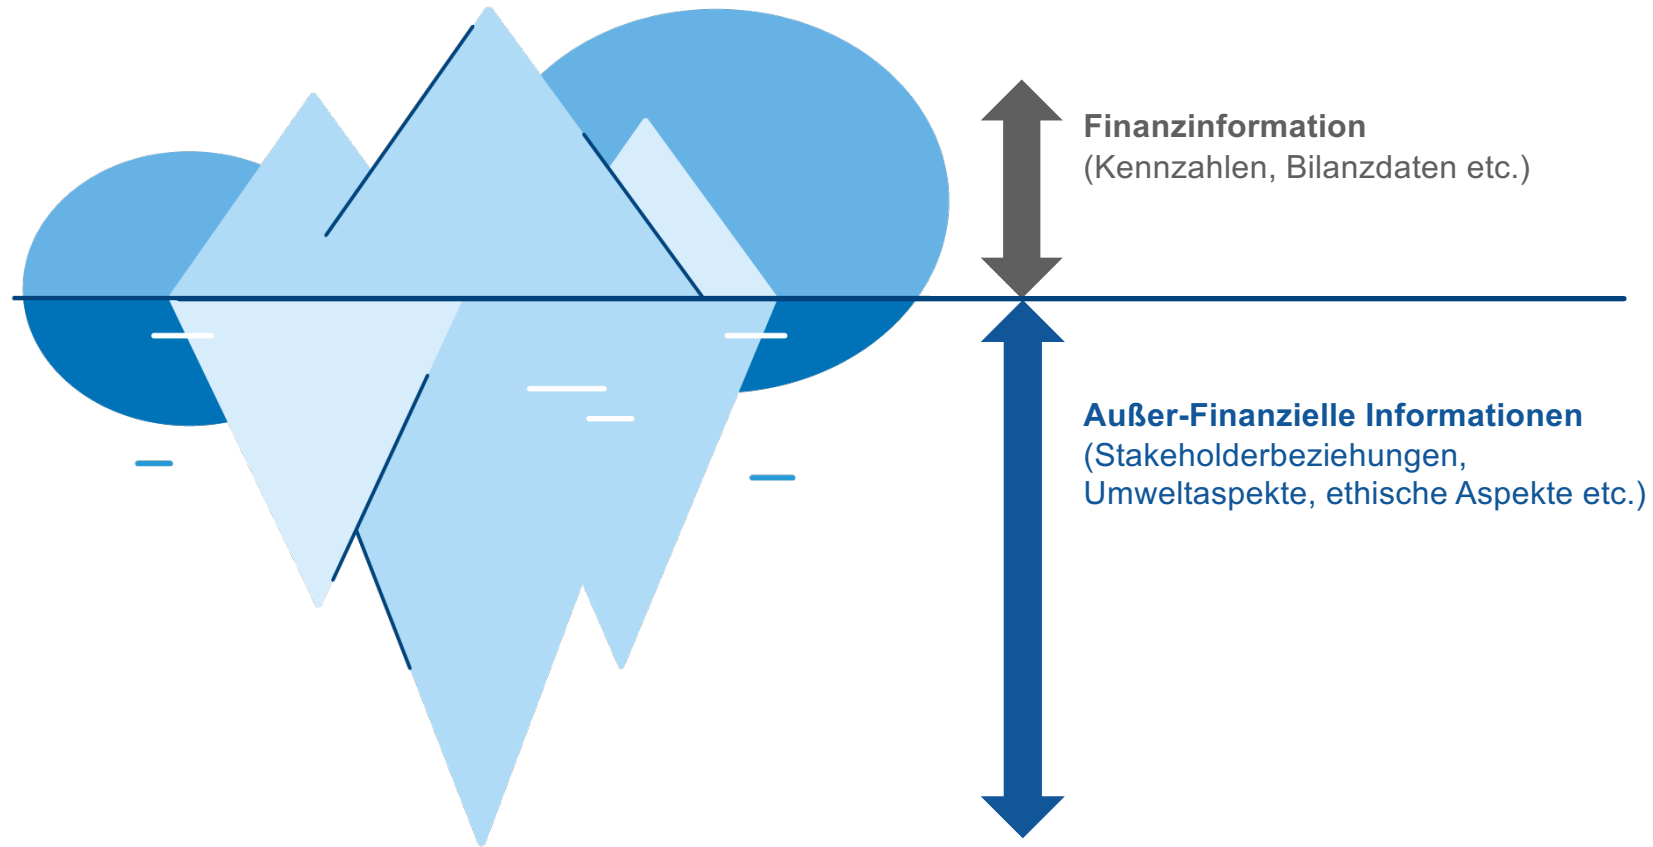 Finanzinformation
(Kennzahlen, Bilanzdaten etc.)
Außer-Finanzielle Informationen
(Stakeholderbeziehungen,
Umweltaspekte, ethische Aspekte etc.)